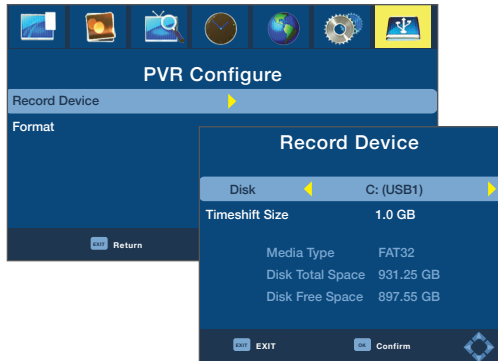 PVR Configure
Record Device
Format
EXIT Return
Record Device
Disk C: (USB1)
Timeshift Size 1.0 GB
Media Type FAT32
Disk Total Space 931.25 GB
Disk Free Space 897.55 GB
EXIT EXIT OK Confirm